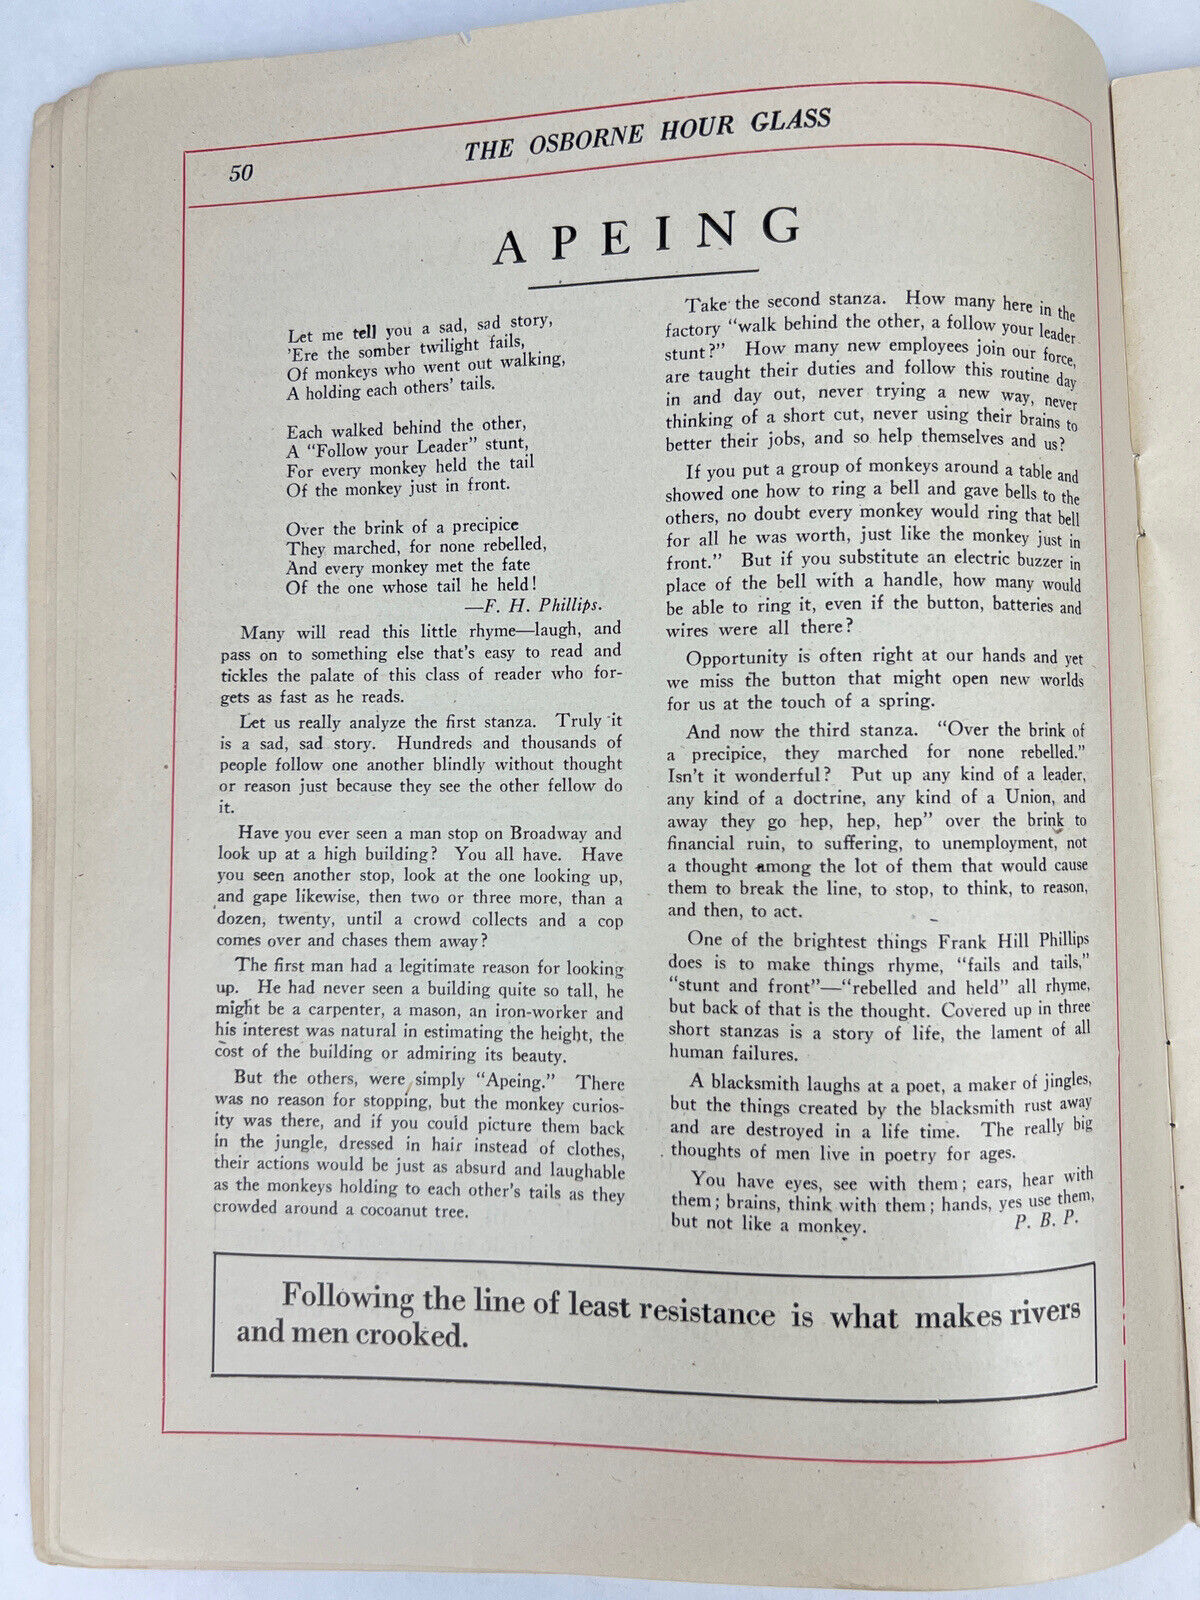 50
THE OSBORNE HOUR GLASS
APEING
Let me tell you a sad, sad story,
'Ere the somber twilight fails,
Of monkeys who went out walking,
A holding each others' tails.
Each walked behind the other,
A "Follow your Leader" stunt,
For every monkey held the tail
Of the monkey just in front.
Over the brink of a precipice
They marched, for none rebelled,
And every monkey met the fate
Of the one whose tail he held!
—F. H. Phillips.
Many will read this little rhyme—laugh, and
pass on to something else that's easy to read and
tickles the palate of this class of reader who for-
gets as fast as he reads.
Let us really analyze the first stanza. Truly it
is a sad, sad story. Hundreds and thousands of
people follow one another blindly without thought
or reason just because they see the other fellow do
it.
Have you ever seen a man stop on Broadway and
look up at a high building? You all have. Have
you seen another stop, look at the one looking up,
and gape likewise, then two or three more, than a
dozen, twenty, until a crowd collects and a cop
comes over and chases them away?
The first man had a legitimate reason for looking
up. He had never seen a building quite so tall, he
might be a carpenter, a mason, an iron-worker and
his interest was natural in estimating the height, the
cost of the building or admiring its beauty.
But the others, were simply "Apeing." There
was no reason for stopping, but the monkey curios-
ity was there, and if you could picture them back
in the jungle, dressed in hair instead of clothes,
their actions would be just as absurd and laughable
as the monkeys holding to each other's tails as they
crowded around a cocoanut tree.
Take the second stanza. How many here in the
factory "walk behind the other, a follow your leader
stunt?" How many new employees join our force,
are taught their duties and follow this routine day
in and day out, never trying a new way, never
thinking of a short cut, never using their brains to
better their jobs, and so help themselves and us?
If you put a group of monkeys around a table and
showed one how to ring a bell and gave bells to the
others, no doubt every monkey would ring that bell
for all he was worth, just like the monkey just in
front." But if you substitute an electric buzzer in
place of the bell with a handle, how many would
be able to ring it, even if the button, batteries and
wires were all there?
Opportunity is often right at our hands and yet
we miss the button that might open new worlds
for us at the touch of a spring.
And now the third stanza. "Over the brink of
a precipice, they marched for none rebelled."
Isn't it wonderful? Put up any kind of a leader,
any kind of a doctrine, any kind of a Union, and
away they go hep, hep, hep" over the brink to
financial ruin, to suffering, to unemployment, not
a thought among the lot of them that would cause
them to break the line, to stop, to think, to reason,
and then, to act.
One of the brightest things Frank Hill Phillips
does is to make things rhyme, "fails and tails,"
"stunt and front"—"rebelled and held" all rhyme,
but back of that is the thought. Covered up in three
short stanzas is a story of life, the lament of all
human failures.
A blacksmith laughs at a poet, a maker of jingles,
but the things created by the blacksmith rust away
and are destroyed in a life time. The really big
thoughts of men live in poetry for ages.
You have eyes, see with them; ears, hear with
them; brains, think with them; hands, yes use them,
but not like a monkey. P. B. P.
Following the line of least resistance is what makes rivers
and men crooked.